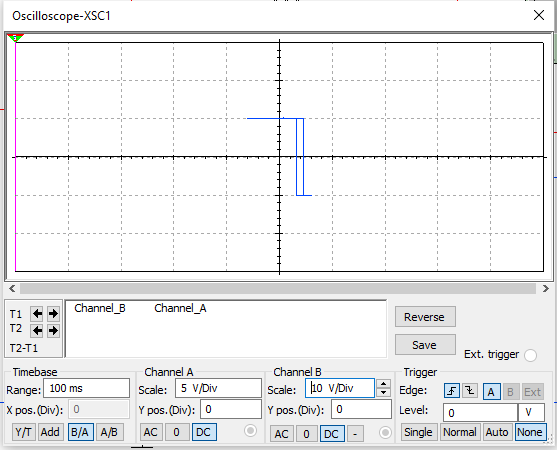 Oscilloscope-XSC1
T1
T2
T2-T1
Channel_B Channel_A
Reverse
Save
Ext. trigger
Timebase
Range: 100 ms
X pos.(Div): 0
Y/T Add B/A A/B
Channel A
Scale: 5 V/Div
Y pos.(Div): 0
AC 0 DC
Channel B
Scale: 10 V/Div
Y pos.(Div): 0
AC 0 DC -
Trigger
Edge: A B Ext
Level: 0 V
Single Normal Auto None